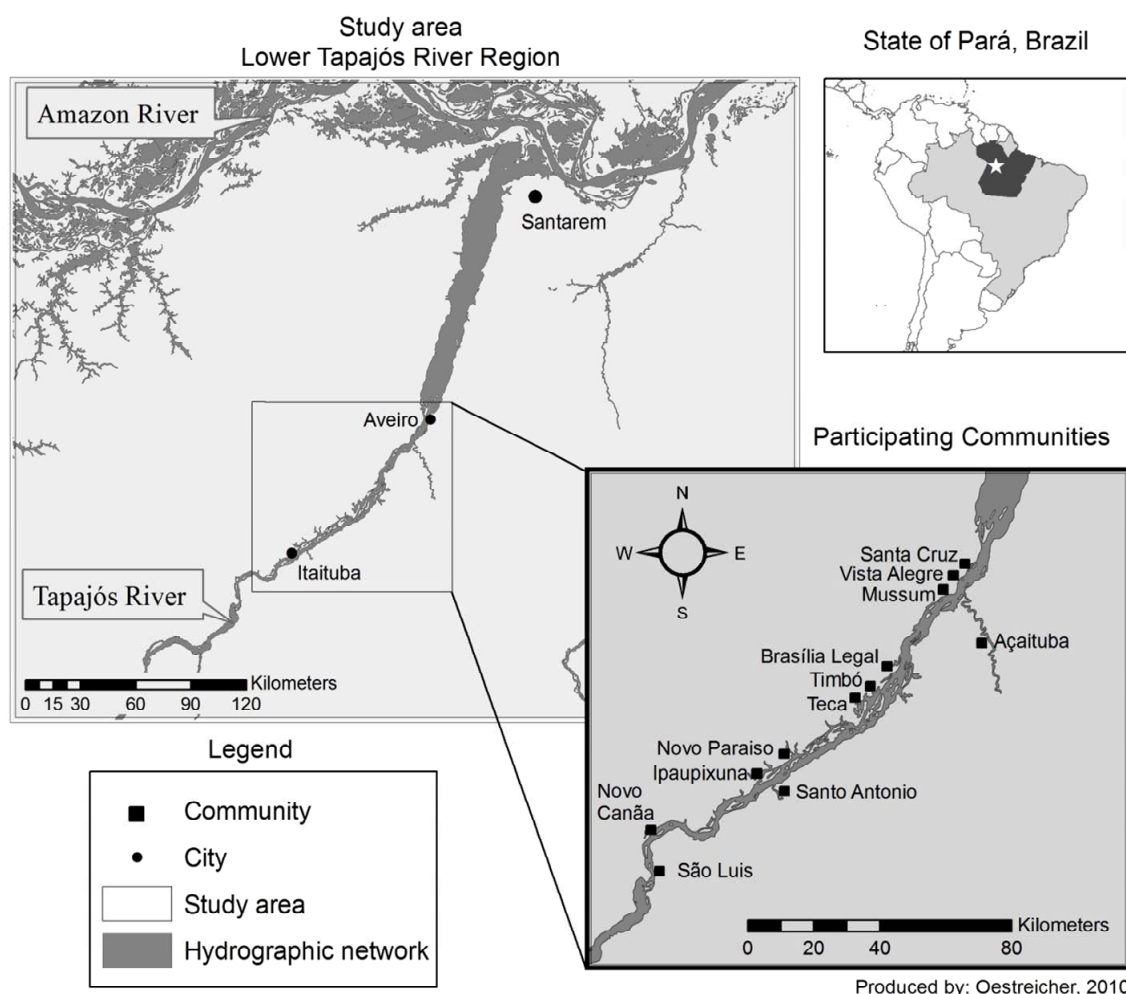 Study area
Lower Tapajós River Region
State of Pará, Brazil
Amazon River
Santarem
Aveiro
Itaituba
Tapajós River
Kilometers
0 15 30 60 90 120
Participating Communities
N
W E
S
Santa Cruz
Vista Alegre
Mussum
Açaituba
Brasília Legal
Timbó
Teca
Novo Paraiso
Ipaupixuna
Santo Antonio
Novo
Canãa
São Luis
Kilometers
0 20 40 80
Legend
Community
City
Study area
Hydrographic network
Produced by: Oestreicher, 2010